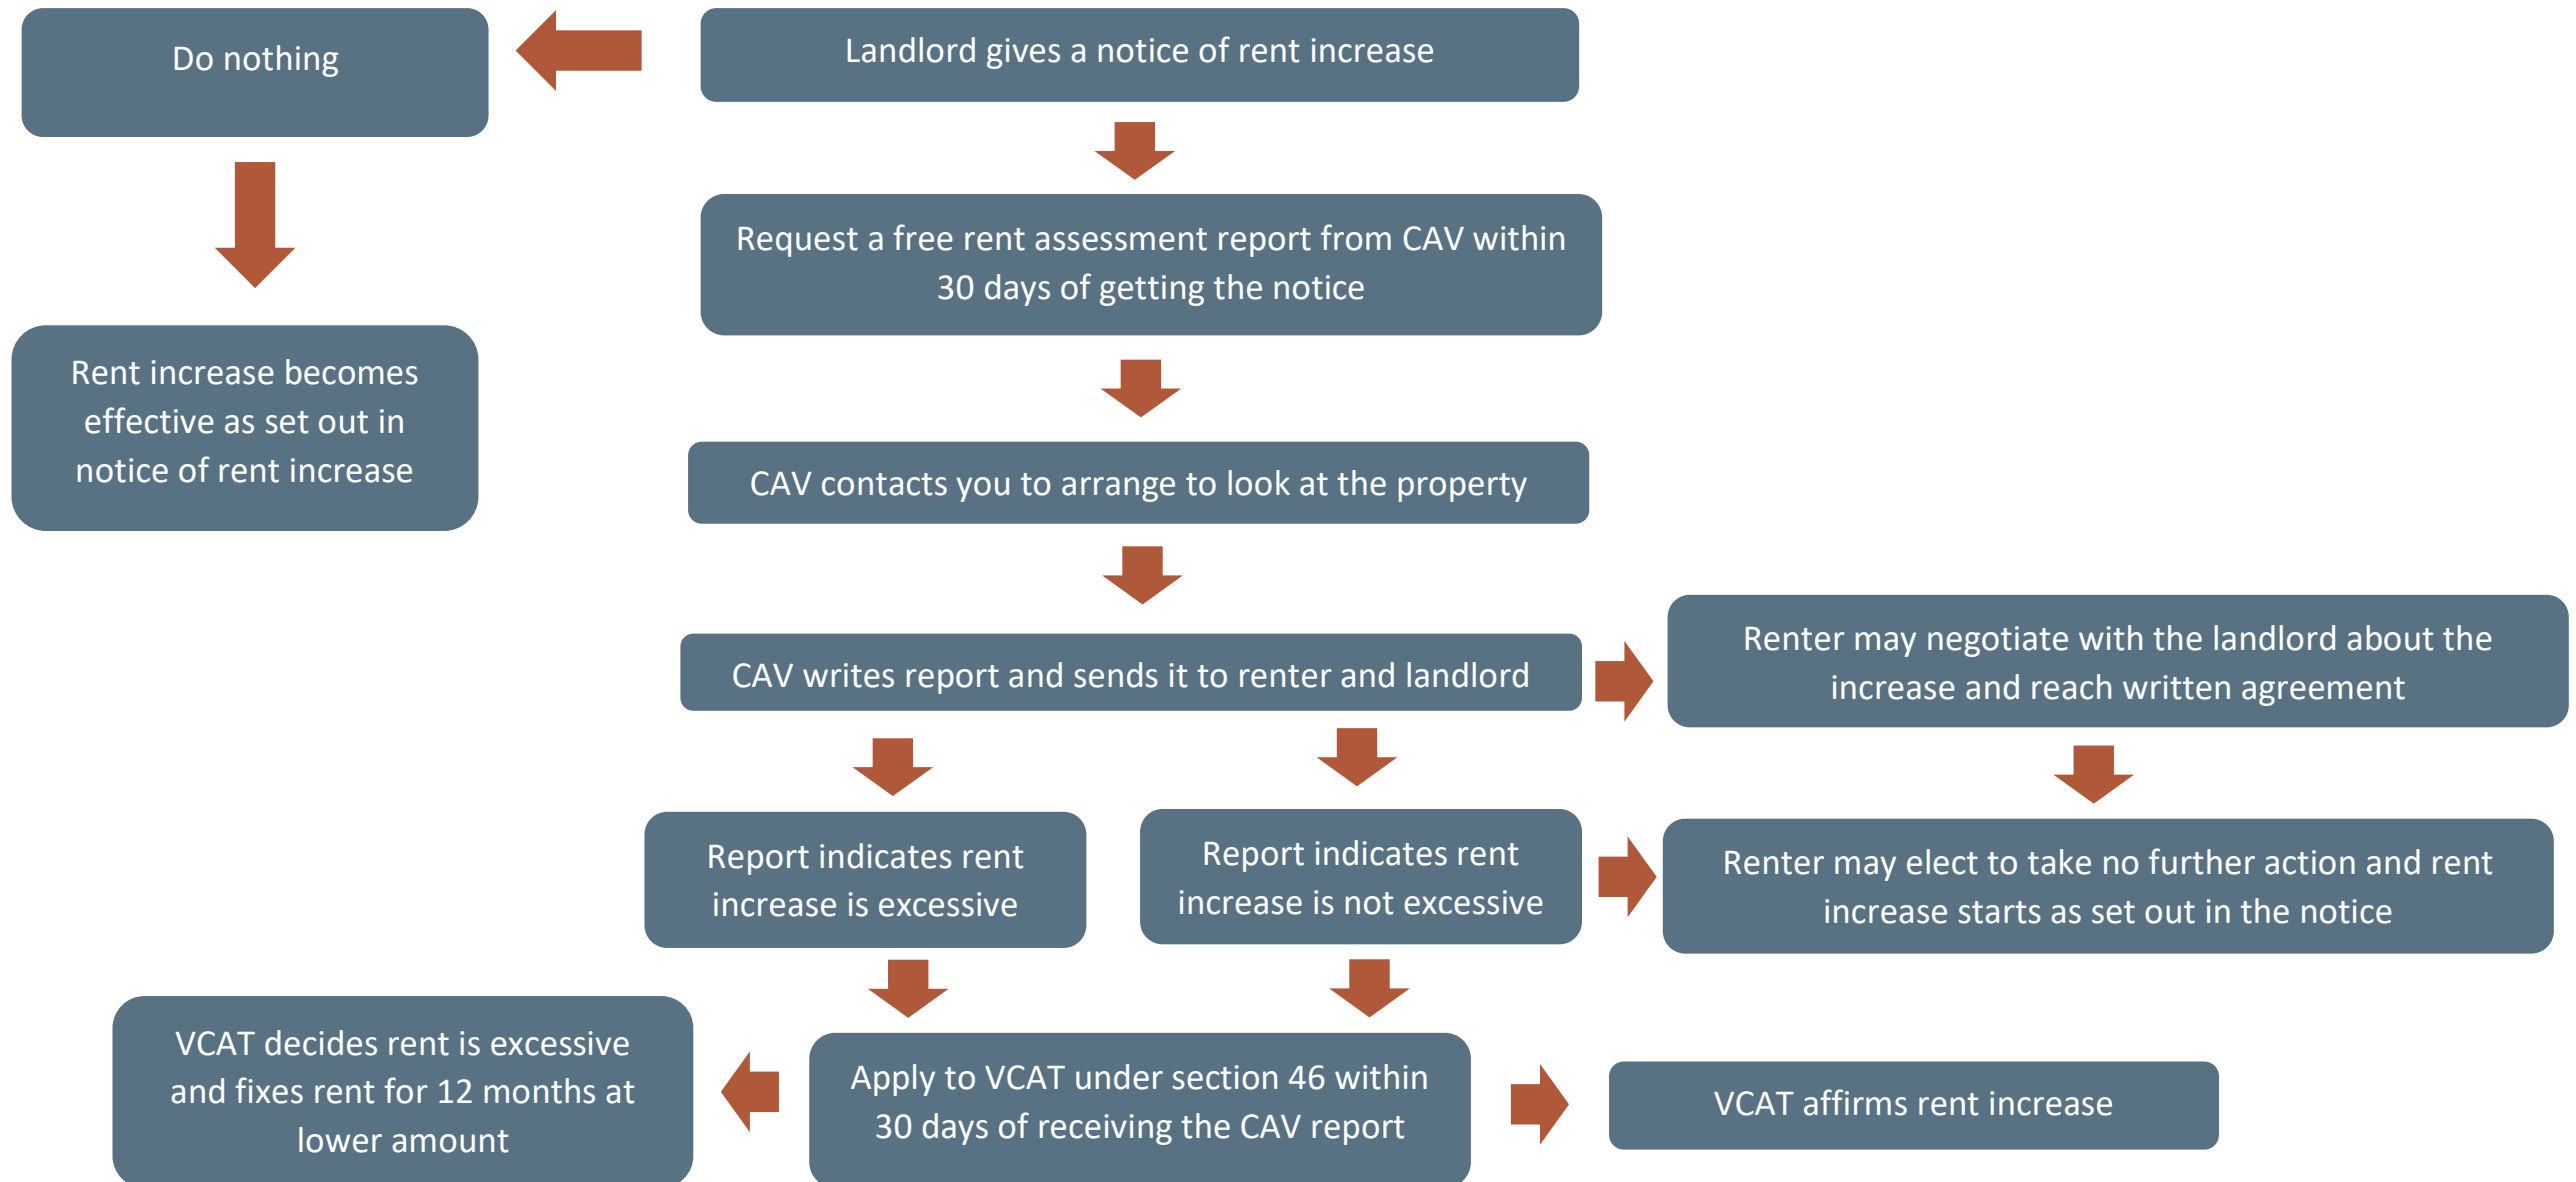 Do nothing
Landlord gives a notice of rent increase
Request a free rent assessment report from CAV within
30 days of getting the notice
Rent increase becomes
effective as set out in
notice of rent increase
CAV contacts you to arrange to look at the property
CAV writes report and sends it to renter and landlord
Renter may negotiate with the landlord about the
increase and reach written agreement
Report indicates rent
increase is excessive
Report indicates rent
increase is not excessive
Renter may elect to take no further action and rent
increase starts as set out in the notice
VCAT decides rent is excessive
and fixes rent for 12 months at
lower amount
Apply to VCAT under section 46 within
30 days of receiving the CAV report
VCAT affirms rent increase